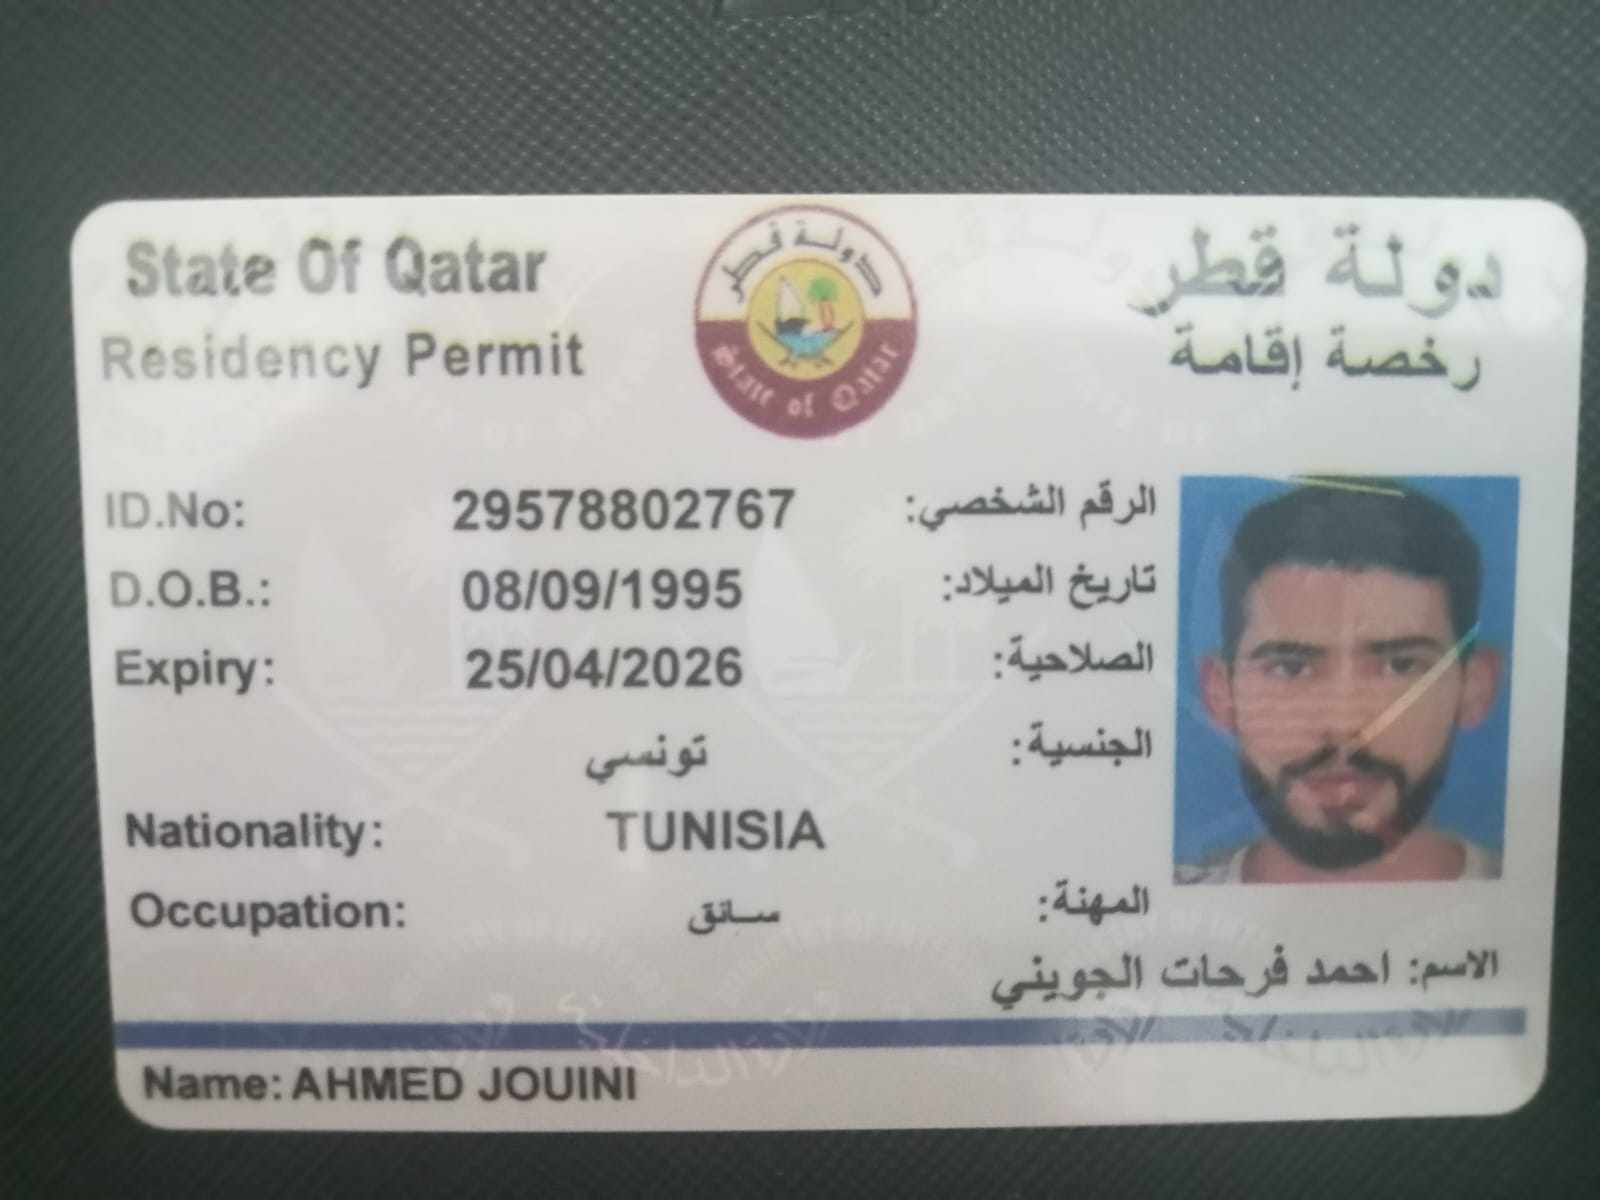 State Of Qatar
دولة قطر
Residency Permit
رخصة إقامة
دولة قطر
State of Qatar
ID.No: 29578802767 الرقم الشخصي:
D.O.B.: 08/09/1995 تاريخ الميلاد:
Expiry: 25/04/2026 الصلاحية:
تونسي الجنسية:
Nationality: TUNISIA
Occupation: سائق المهنة:
الاسم: احمد فرحات الجويني
Name: AHMED JOUINI